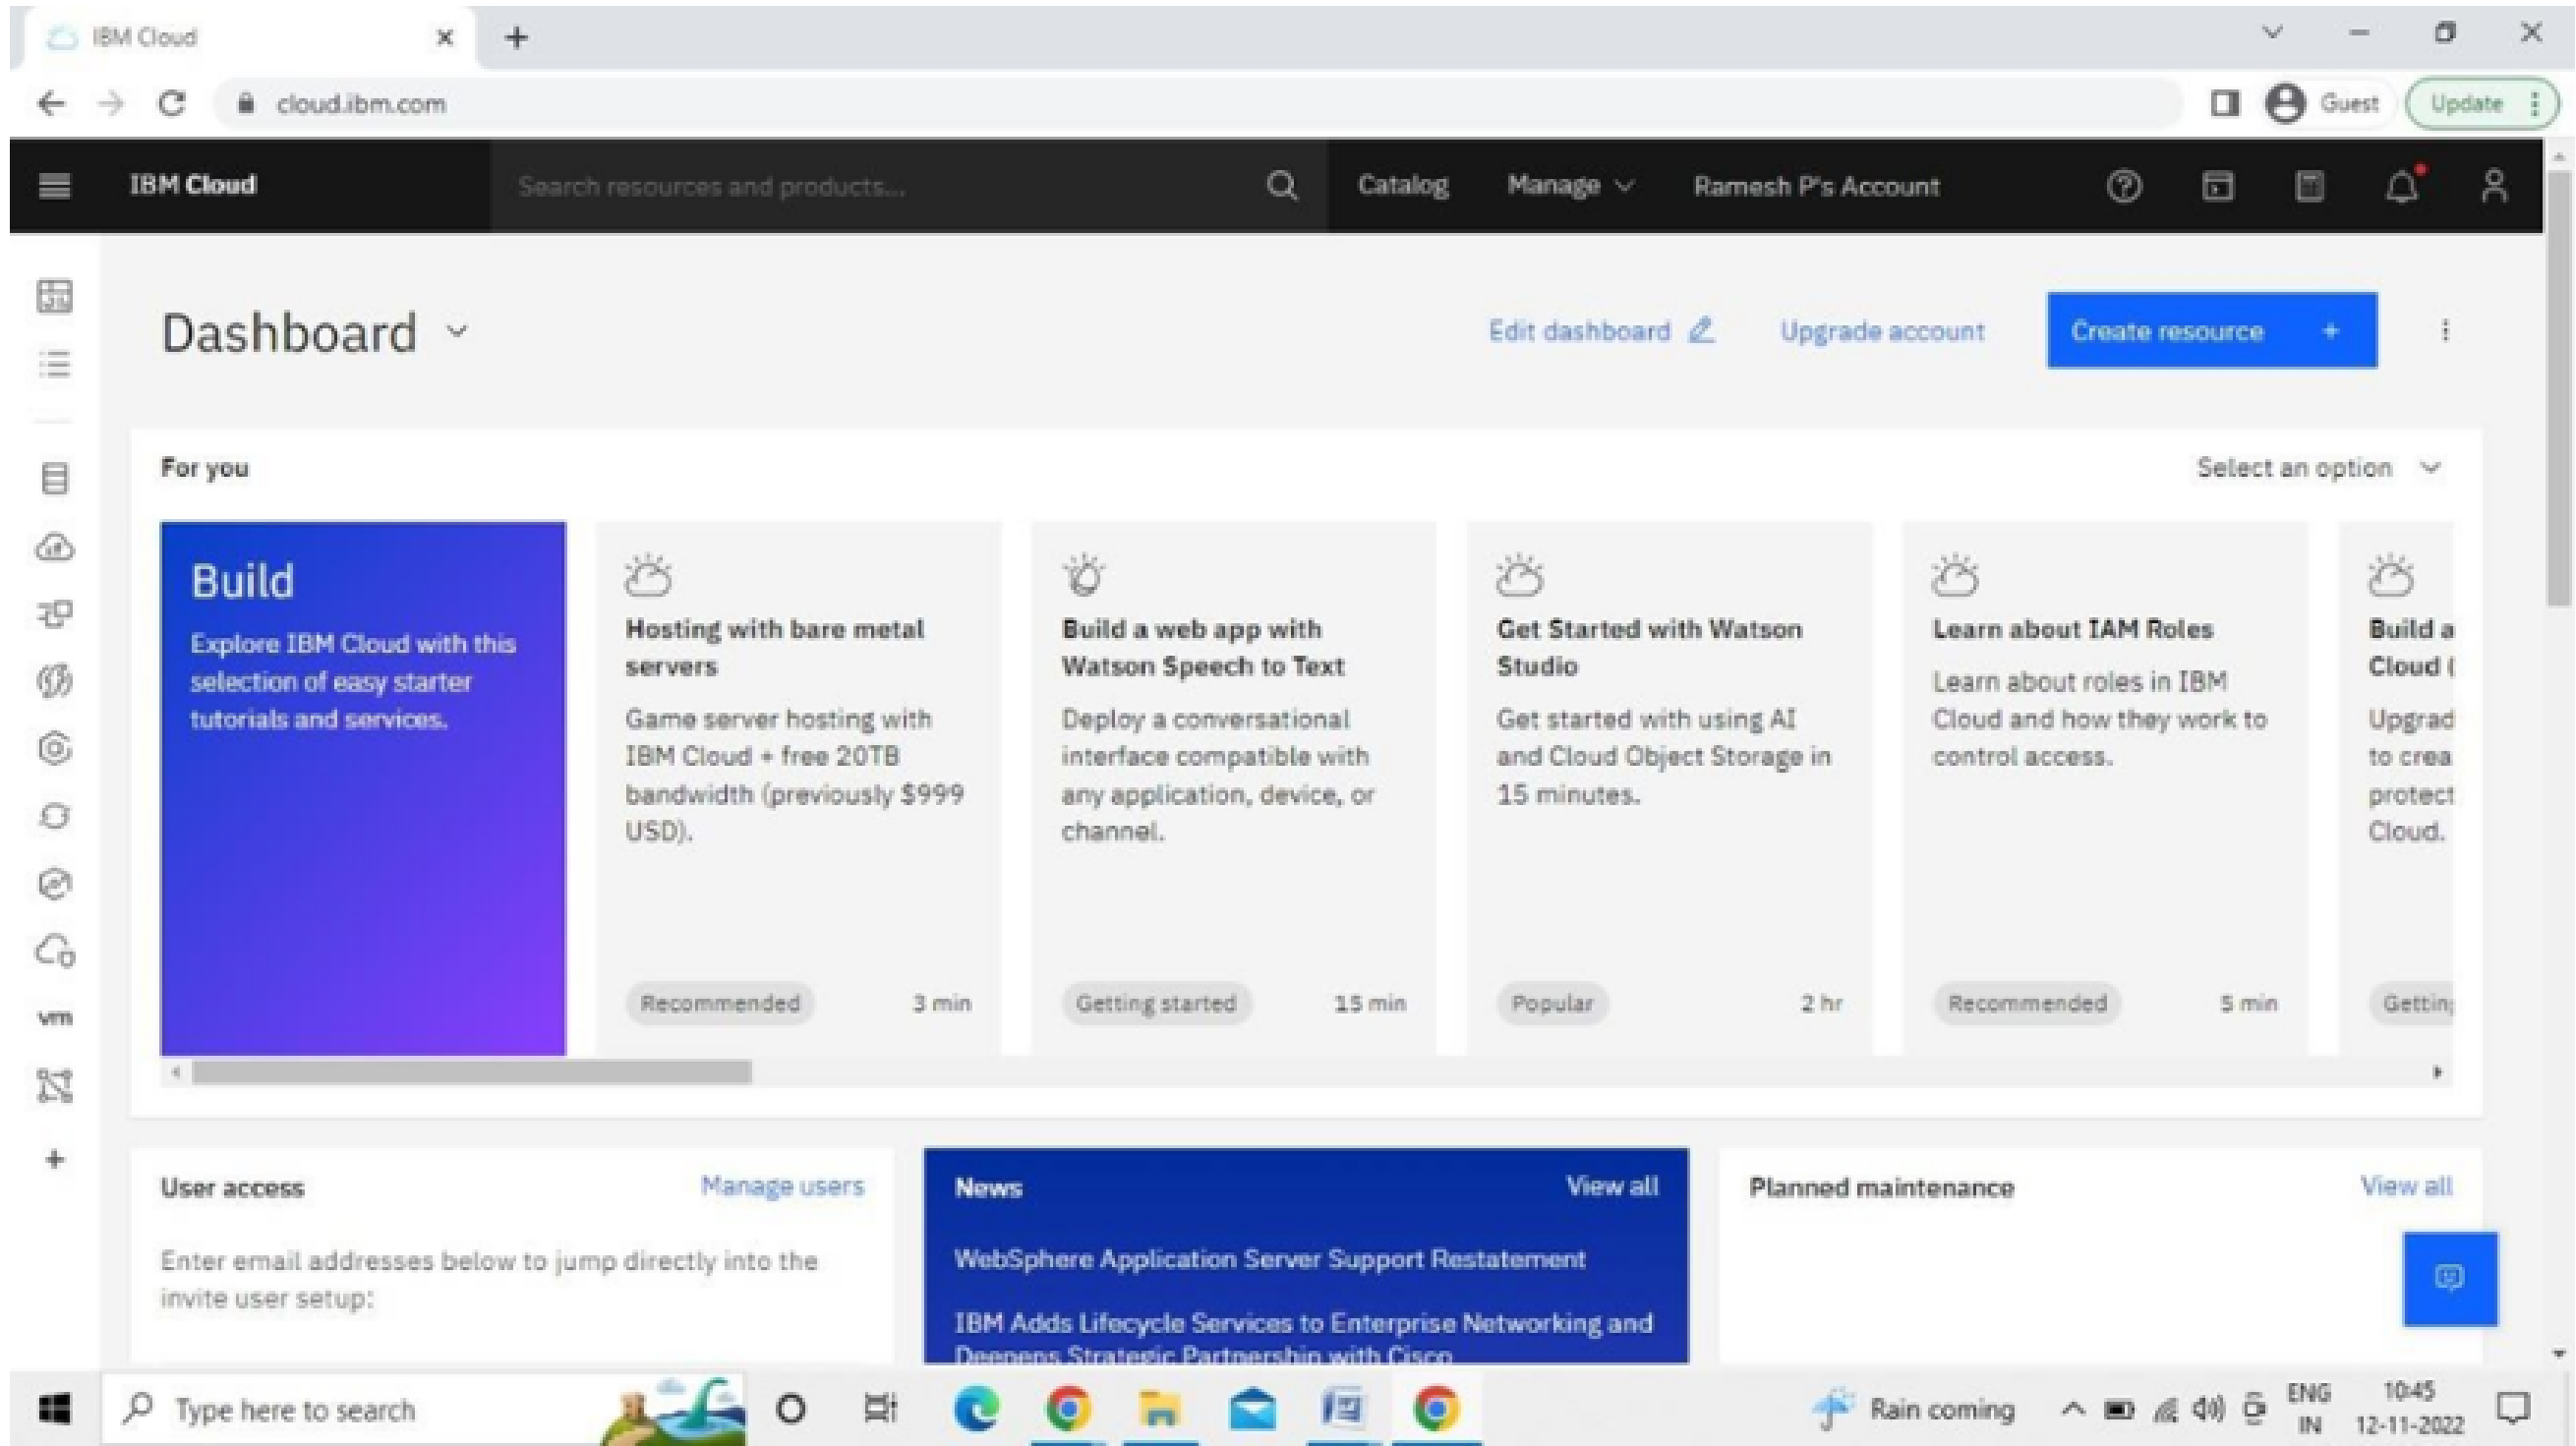 IBM Cloud
cloud.ibm.com
Guest
Update
IBM Cloud
Search resources and products...
Catalog
Manage
Ramesh P's Account
Dashboard
Edit dashboard
Upgrade account
Create resource +
For you
Select an option
Build
Explore IBM Cloud with this
selection of easy starter
tutorials and services.
Hosting with bare metal
servers
Game server hosting with
IBM Cloud + free 20TB
bandwidth (previously $999
USD).
Recommended
3 min
Build a web app with
Watson Speech to Text
Deploy a conversational
interface compatible with
any application, device, or
channel.
Getting started
15 min
Get Started with Watson
Studio
Get started with using AI
and Cloud Object Storage in
15 minutes.
Popular
2 hr
Learn about IAM Roles
Learn about roles in IBM
Cloud and how they work to
control access.
Recommended
5 min
Build a
Cloud (
Upgrad
to crea
protect
Cloud.
Getting
vm
User access
Manage users
Enter email addresses below to jump directly into the
invite user setup:
News
View all
WebSphere Application Server Support Restatement
IBM Adds Lifecycle Services to Enterprise Networking and
Deepens Strategic Partnership with Cisco
Planned maintenance
View all
Type here to search
Rain coming
ENG
IN
10:45
12-11-2022